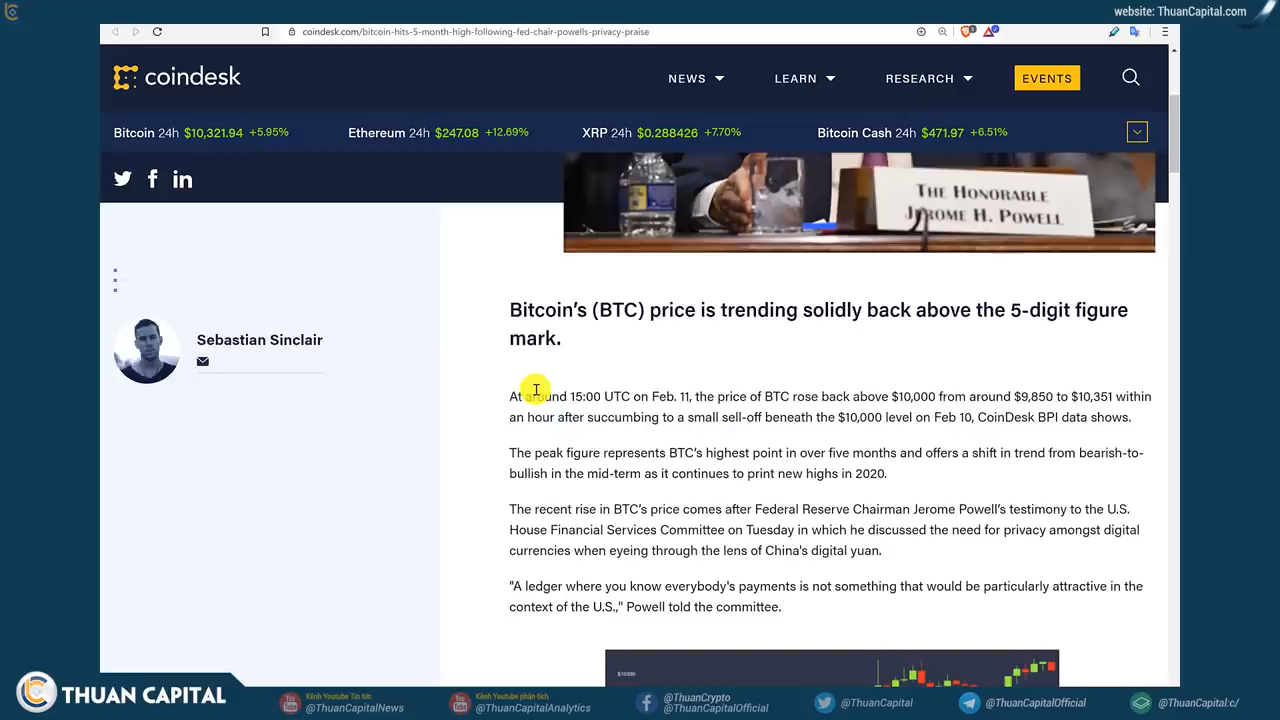 website: ThuanCapital.com
coindesk.com/bitcoin-hits-5-month-high-following-fed-chair-powells-privacy-praise
coindesk
NEWS LEARN RESEARCH EVENTS
Bitcoin 24h $10,321.94 +5.95% Ethereum 24h $247.08 +12.69% XRP 24h $0.288426 +7.70% Bitcoin Cash 24h $471.97 +6.51%
THE HONORABLE
JEROME H. POWELL
Bitcoin's (BTC) price is trending solidly back above the 5-digit figure
mark.
Sebastian Sinclair
At around 15:00 UTC on Feb. 11, the price of BTC rose back above $10,000 from around $9,850 to $10,351 within
an hour after succumbing to a small sell-off beneath the $10,000 level on Feb 10, CoinDesk BPI data shows.
The peak figure represents BTC's highest point in over five months and offers a shift in trend from bearish-to-
bullish in the mid-term as it continues to print new highs in 2020.
The recent rise in BTC's price comes after Federal Reserve Chairman Jerome Powell's testimony to the U.S.
House Financial Services Committee on Tuesday in which he discussed the need for privacy amongst digital
currencies when eyeing through the lens of China's digital yuan.
"A ledger where you know everybody's payments is not something that would be particularly attractive in the
context of the U.S.," Powell told the committee.
THUAN CAPITAL
Kênh Youtube Tin tức
@ThuanCapitalNews
Kênh Youtube phân tích
@ThuanCapitalAnalytics
@ThuanCrypto
@ThuanCapitalOfficial
@ThuanCapital
@ThuanCapitalOfficial
@ThuanCapital:c/